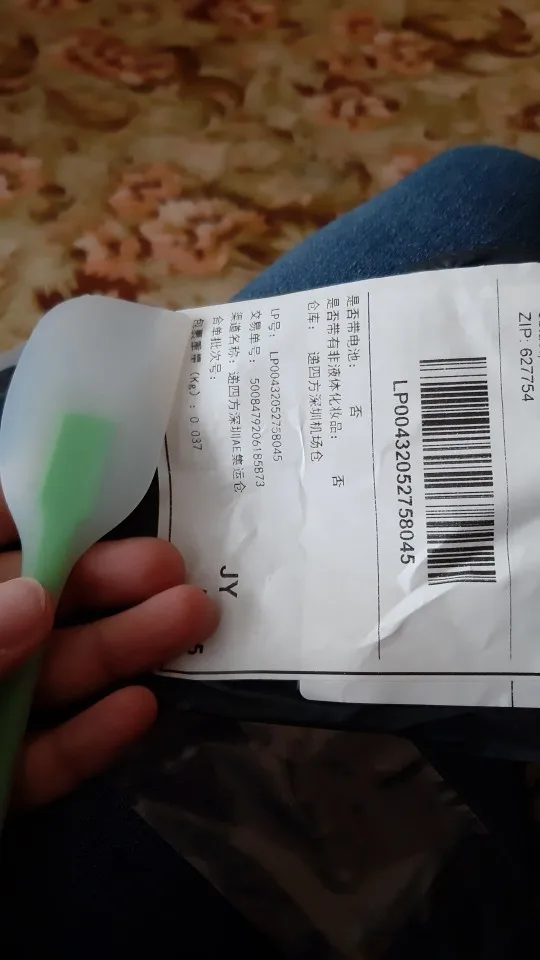 ZIP: 627754
LP00432052758045
是否带电池： 否
是否带有非液体化妆品： 否
仓库： 递四方深圳机场仓
LP号： LP00432052758045
交易单号： 5008479206185873
渠道名称：递四方深圳AE集运仓
合单批次号：
包裹重量（Kg）：0.037
JY